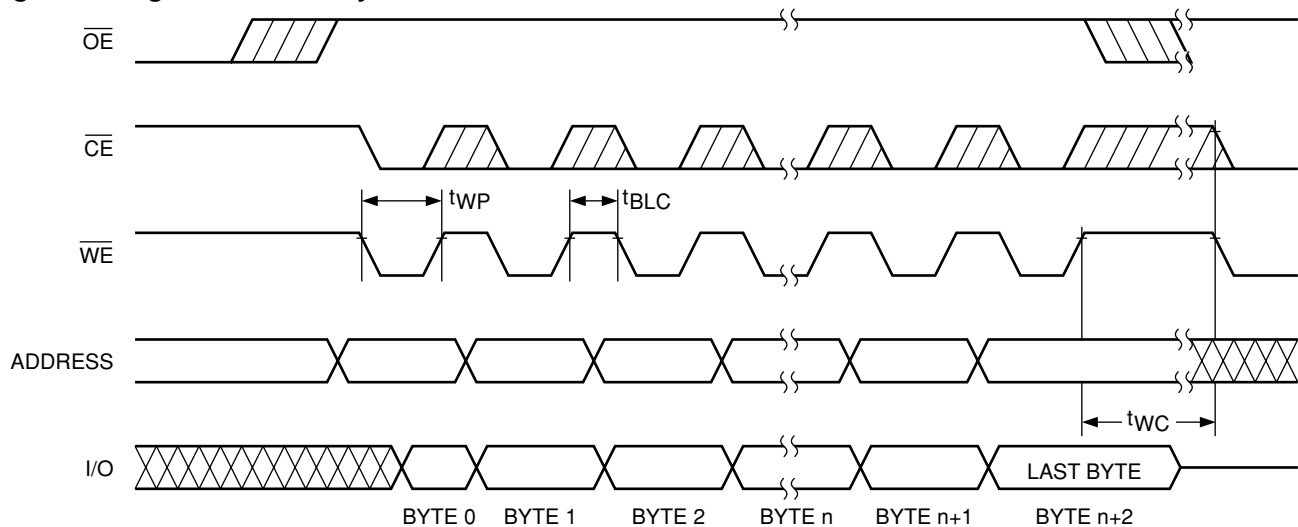 OE
CE
tWP
tBLC
WE
ADDRESS
tWC
I/O
LAST BYTE
BYTE 0 BYTE 1 BYTE 2 BYTE n BYTE n+1 BYTE n+2